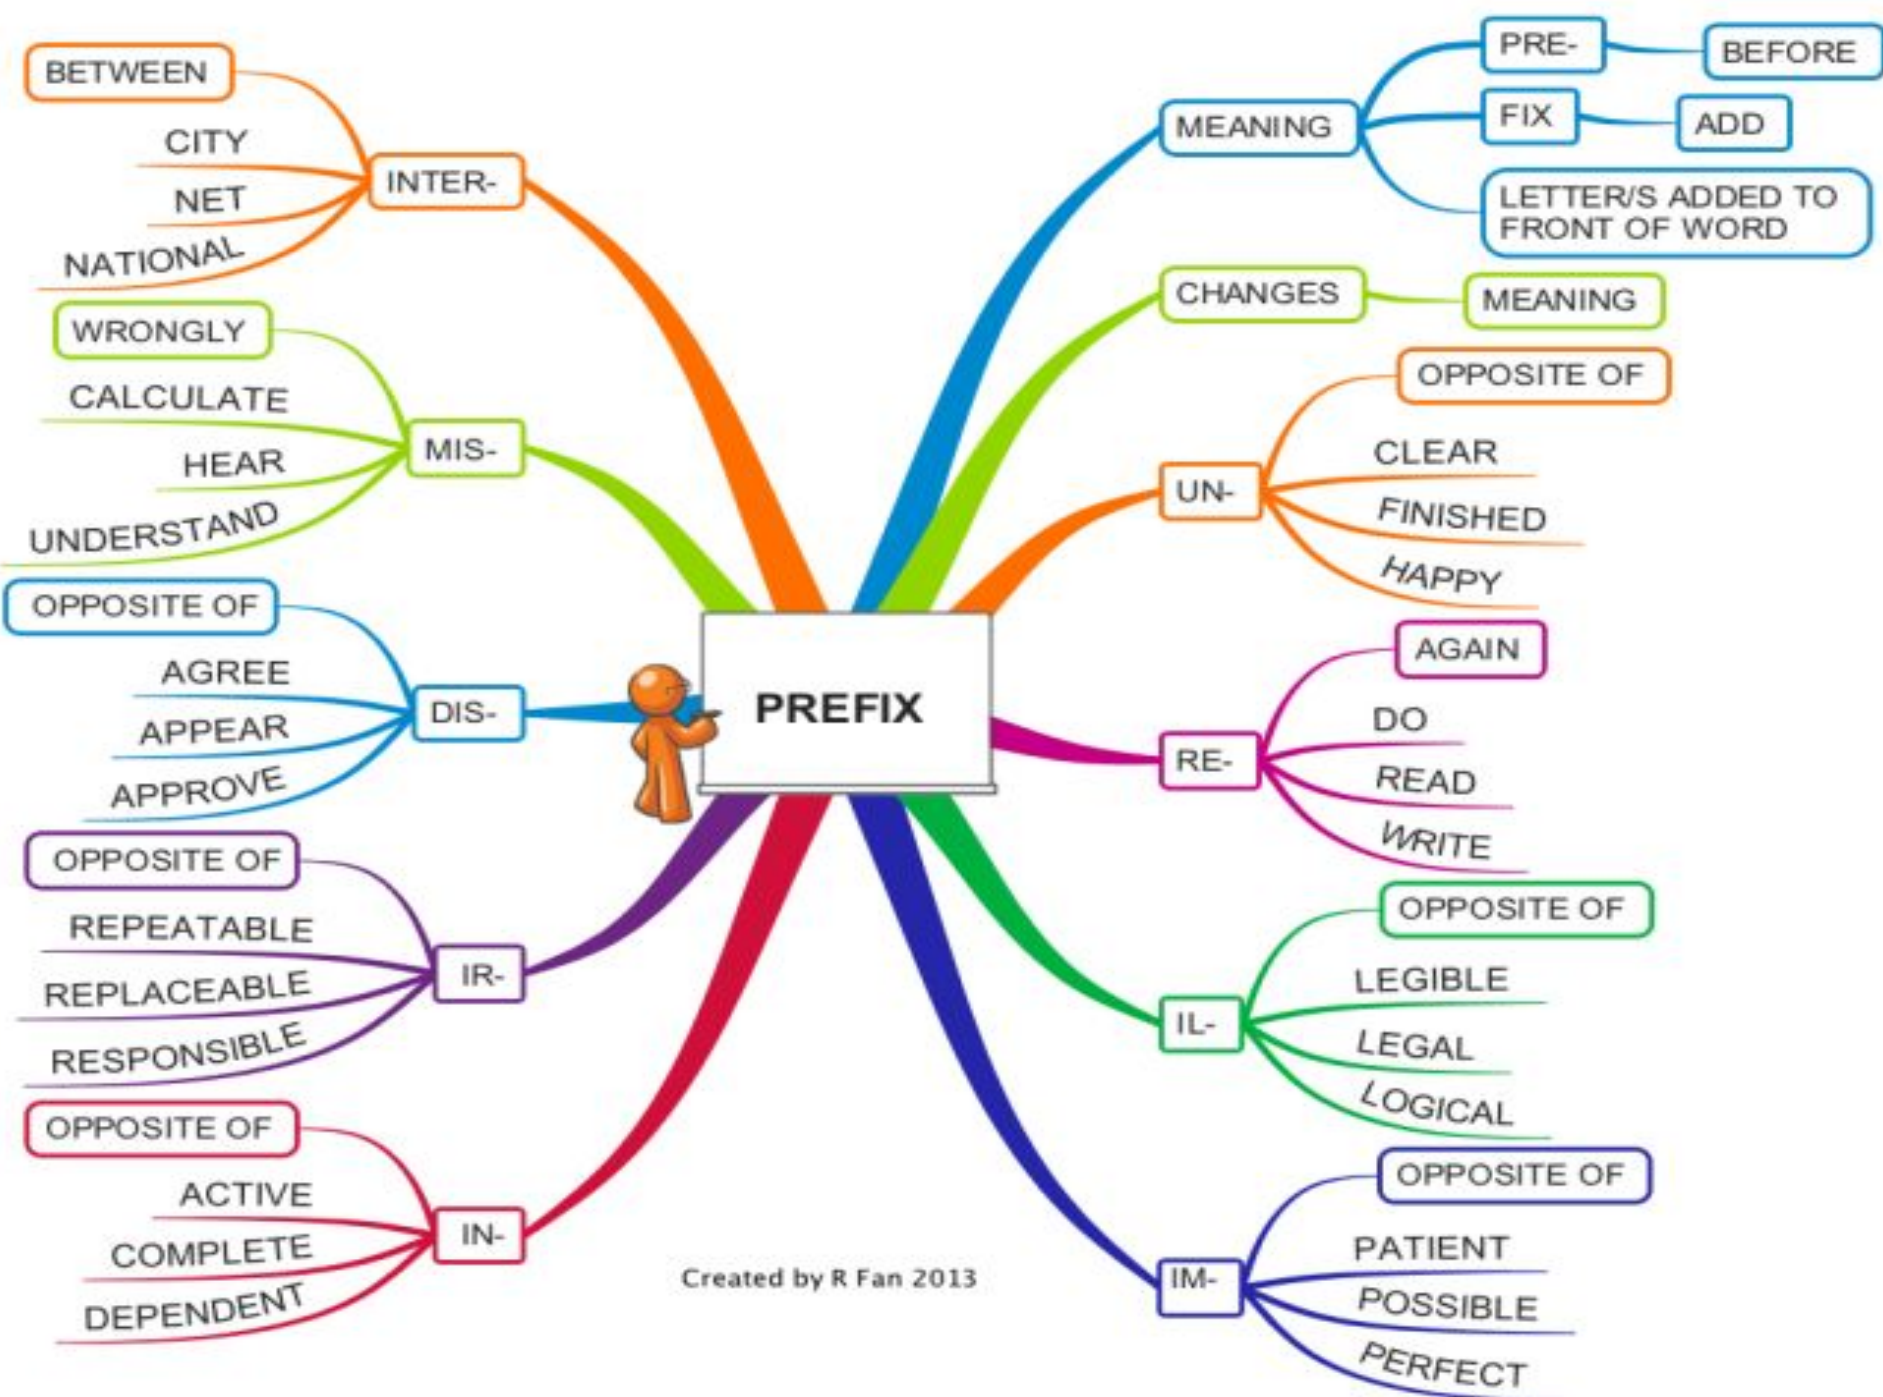 PREFIX
MEANING
PRE-
BEFORE
FIX
ADD
LETTER/S ADDED TO
FRONT OF WORD
CHANGES
MEANING
UN-
OPPOSITE OF
CLEAR
FINISHED
HAPPY
RE-
AGAIN
DO
READ
WRITE
IL-
OPPOSITE OF
LEGIBLE
LEGAL
LOGICAL
IM-
OPPOSITE OF
PATIENT
POSSIBLE
PERFECT
INTER-
BETWEEN
CITY
NET
NATIONAL
MIS-
WRONGLY
CALCULATE
HEAR
UNDERSTAND
DIS-
OPPOSITE OF
AGREE
APPEAR
APPROVE
IR-
OPPOSITE OF
REPEATABLE
REPLACEABLE
RESPONSIBLE
IN-
OPPOSITE OF
ACTIVE
COMPLETE
DEPENDENT
Created by R Fan 2013